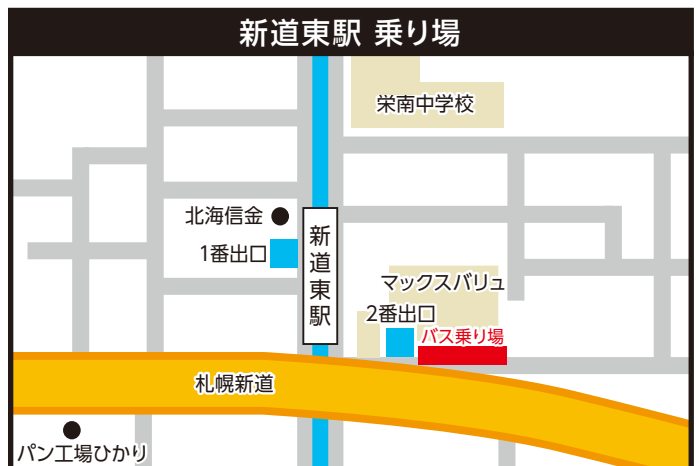 新道東駅 乗り場
栄南中学校
北海信金
1番出口
新道東駅
マックスバリュ
2番出口
バス乗り場
札幌新道
パン工場ひかり